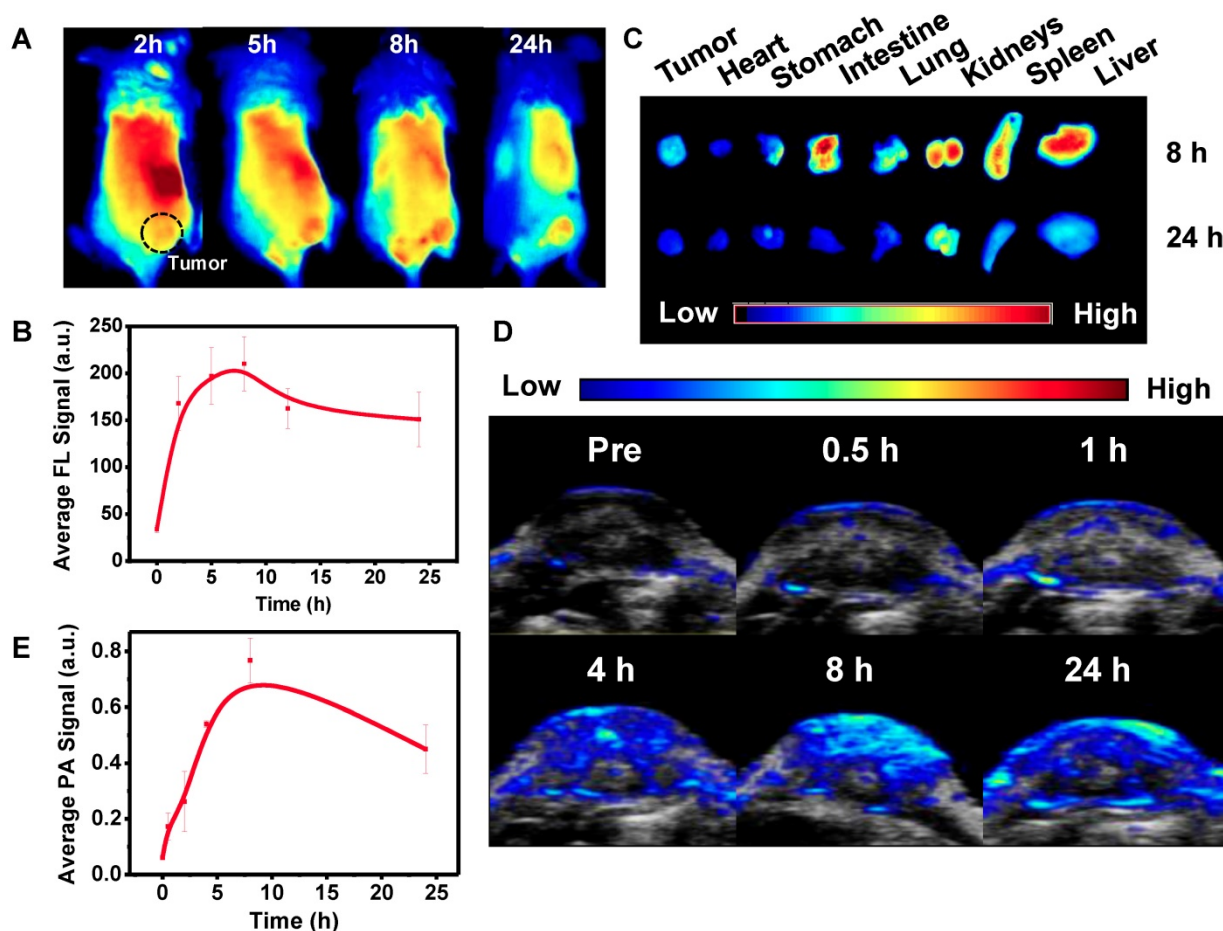 A
2h 5h 8h 24h
Tumor
B
Average FL Signal (a.u.)
250
200
150
100
50
0
0 5 10 15 20 25
Time (h)
C
Tumor Heart Stomach Intestine Lung Kidneys Spleen Liver
8 h
24 h
Low High
D
Low High
Pre 0.5 h 1 h
4 h 8 h 24 h
E
Average PA Signal (a.u.)
0.8
0.6
0.4
0.2
0.0
0 5 10 15 20 25
Time (h)